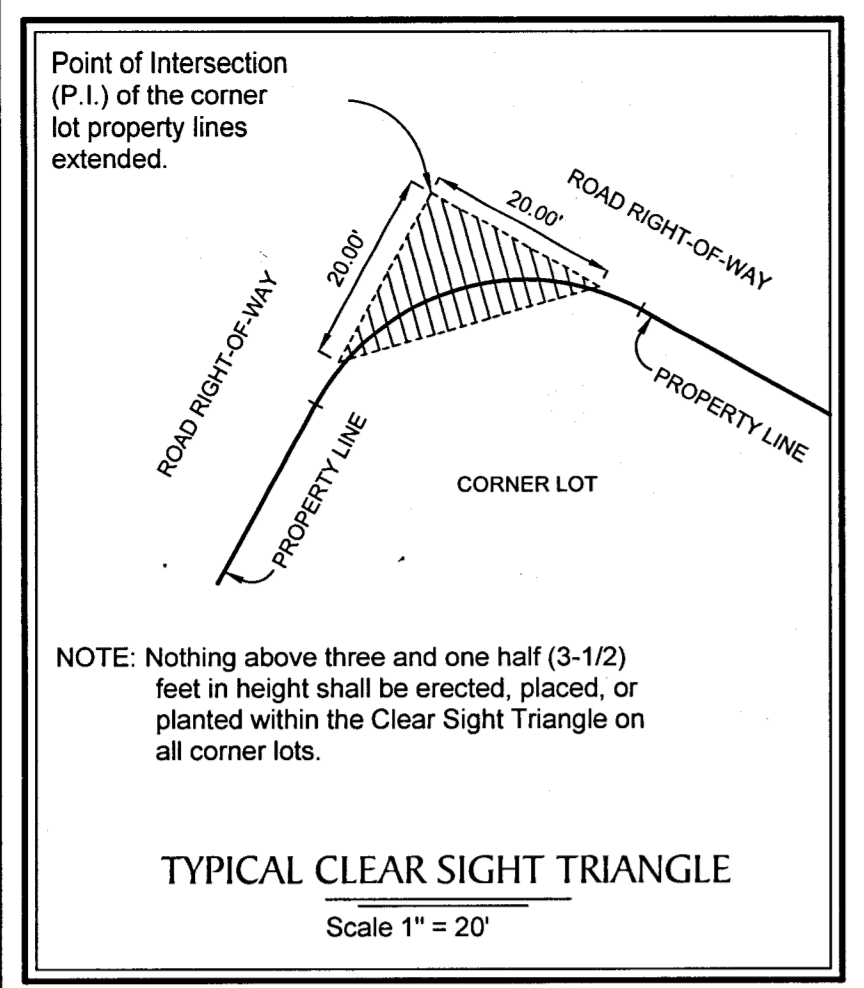 Point of Intersection
(P.I.) of the corner
lot property lines
extended.
20.00'
20.00'
ROAD RIGHT-OF-WAY
ROAD RIGHT-OF-WAY
PROPERTY LINE
PROPERTY LINE
CORNER LOT
NOTE: Nothing above three and one half (3-1/2)
feet in height shall be erected, placed, or
planted within the Clear Sight Triangle on
all corner lots.
TYPICAL CLEAR SIGHT TRIANGLE
Scale 1" = 20'